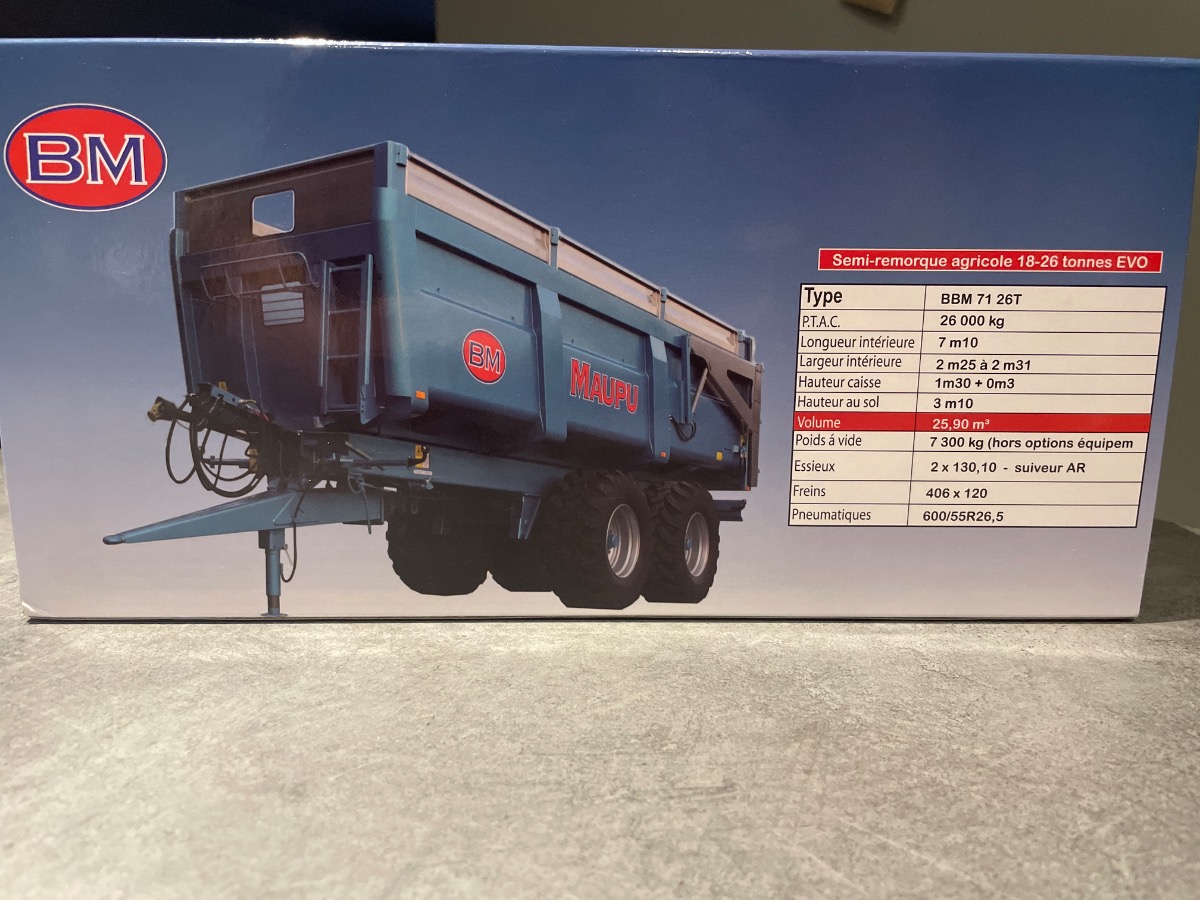 BM
BM
MAUPU
Semi-remorque agricole 18-26 tonnes EVO
Type BBM 71 26T
P.T.A.C. 26 000 kg
Longueur intérieure 7 m10
Largeur intérieure 2 m25 à 2 m31
Hauteur caisse 1m30 + 0m3
Hauteur au sol 3 m10
Volume 25,90 m³
Poids á vide 7 300 kg (hors options équipem
Essieux 2 x 130,10 - suiveur AR
Freins 406 x 120
Pneumatiques 600/55R26,5